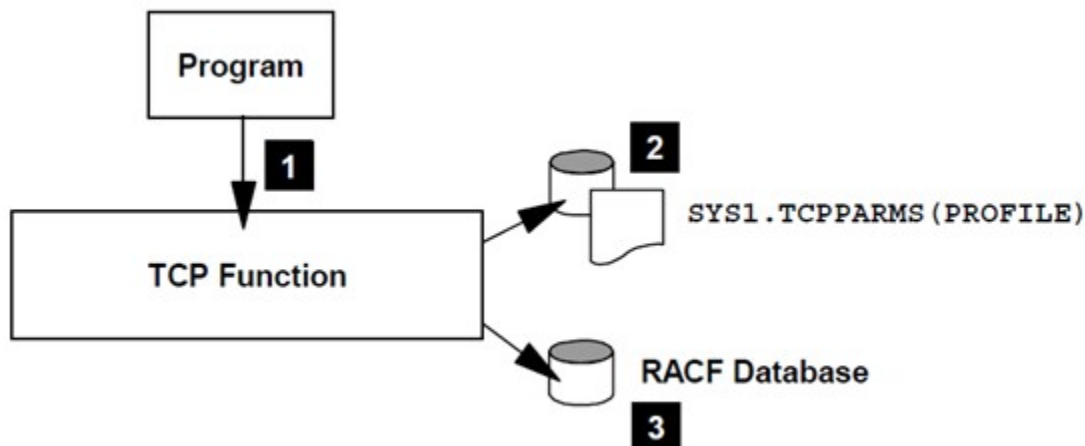 Program
1
2
SYS1.TCPPARMS(PROFILE)
TCP Function
RACF Database
3